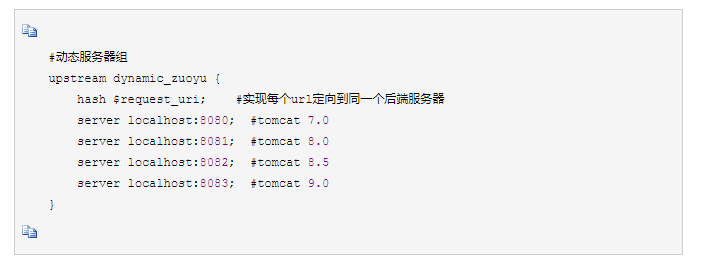 #动态服务器组
upstream dynamic_zuoyu {
    hash $request_uri;    #实现每个url定向到同一个后端服务器
    server localhost:8080;  #tomcat 7.0
    server localhost:8081;  #tomcat 8.0
    server localhost:8082;  #tomcat 8.5
    server localhost:8083;  #tomcat 9.0
}